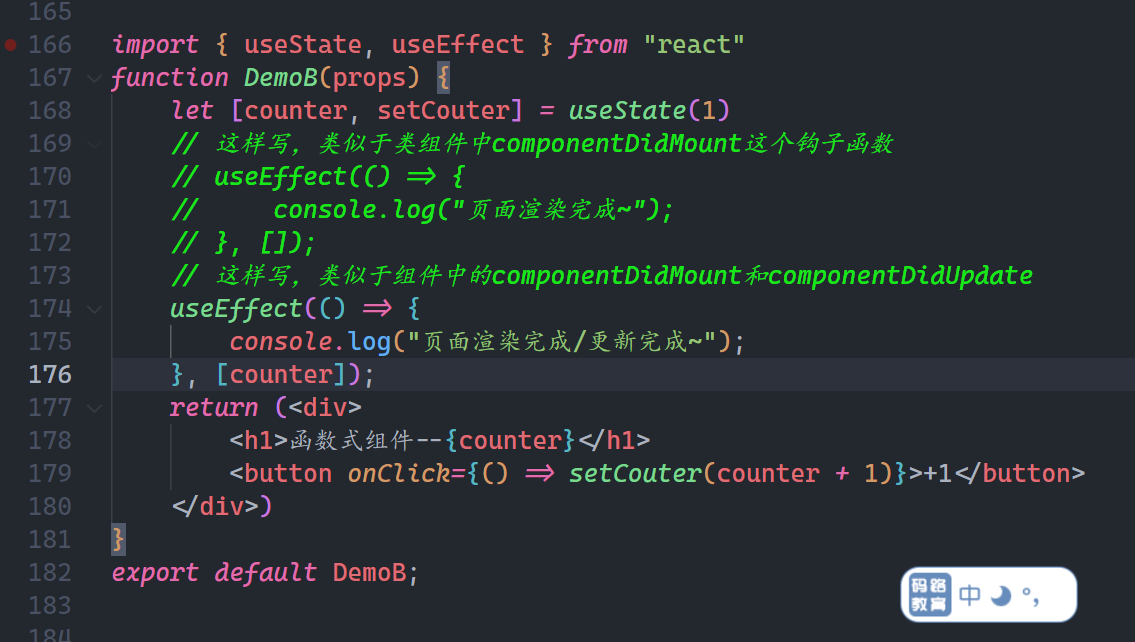 165
166 import { useState, useEffect } from "react"
167 function DemoB(props) {
168 let [counter, setCouter] = useState(1)
169 // 这样写，类似于类组件中componentDidMount这个钩子函数
170 // useEffect(() => {
171 //     console.log("页面渲染完成~");
172 // }, []);
173 // 这样写，类似于组件中的componentDidMount和componentDidUpdate
174 useEffect(() => {
175 console.log("页面渲染完成/更新完成~");
176 }, [counter]);
177 return (<div>
178 <h1>函数式组件--{counter}</h1>
179 <button onClick={() => setCouter(counter + 1)}>+1</button>
180 </div>)
181 }
182 export default DemoB;
183
184
码路
教育
中